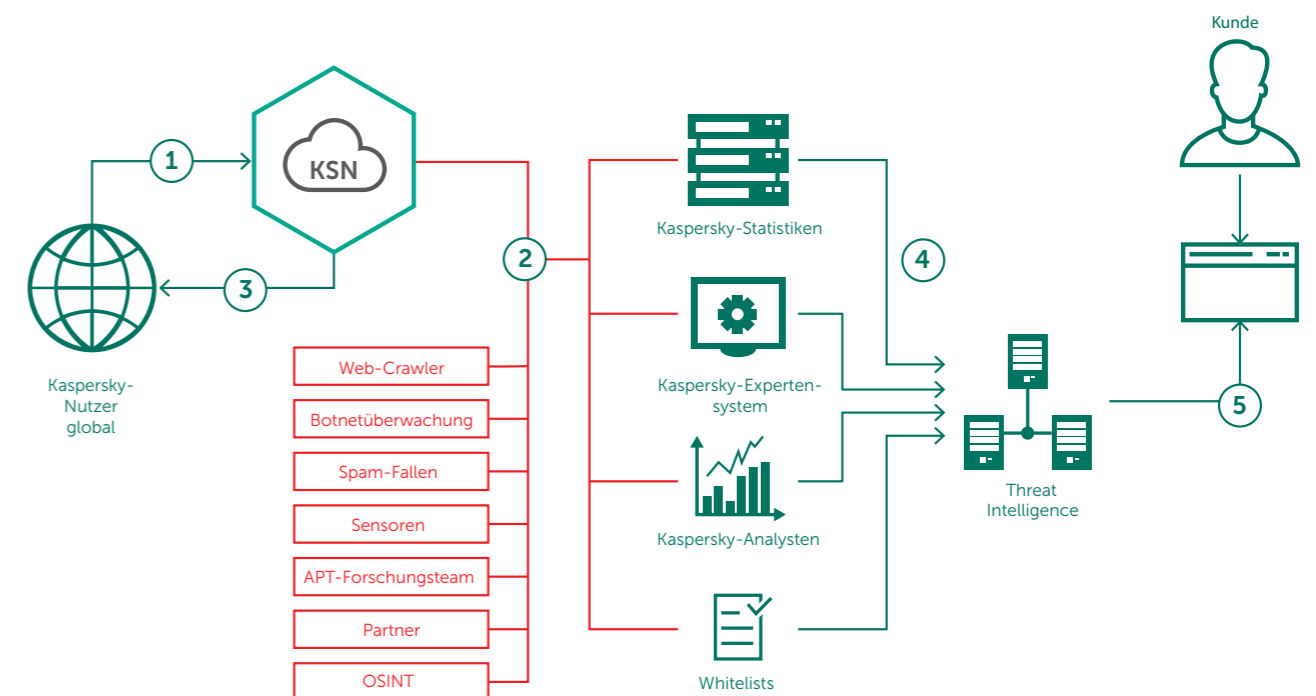 Kunde
1
KSN
2
3
4
5
Kaspersky-
Nutzer
global
Web-Crawler
Botnetüberwachung
Spam-Fallen
Sensoren
APT-Forschungsteam
Partner
OSINT
Kaspersky-Statistiken
Kaspersky-Experten-
system
Kaspersky-Analysten
Whitelists
Threat
Intelligence